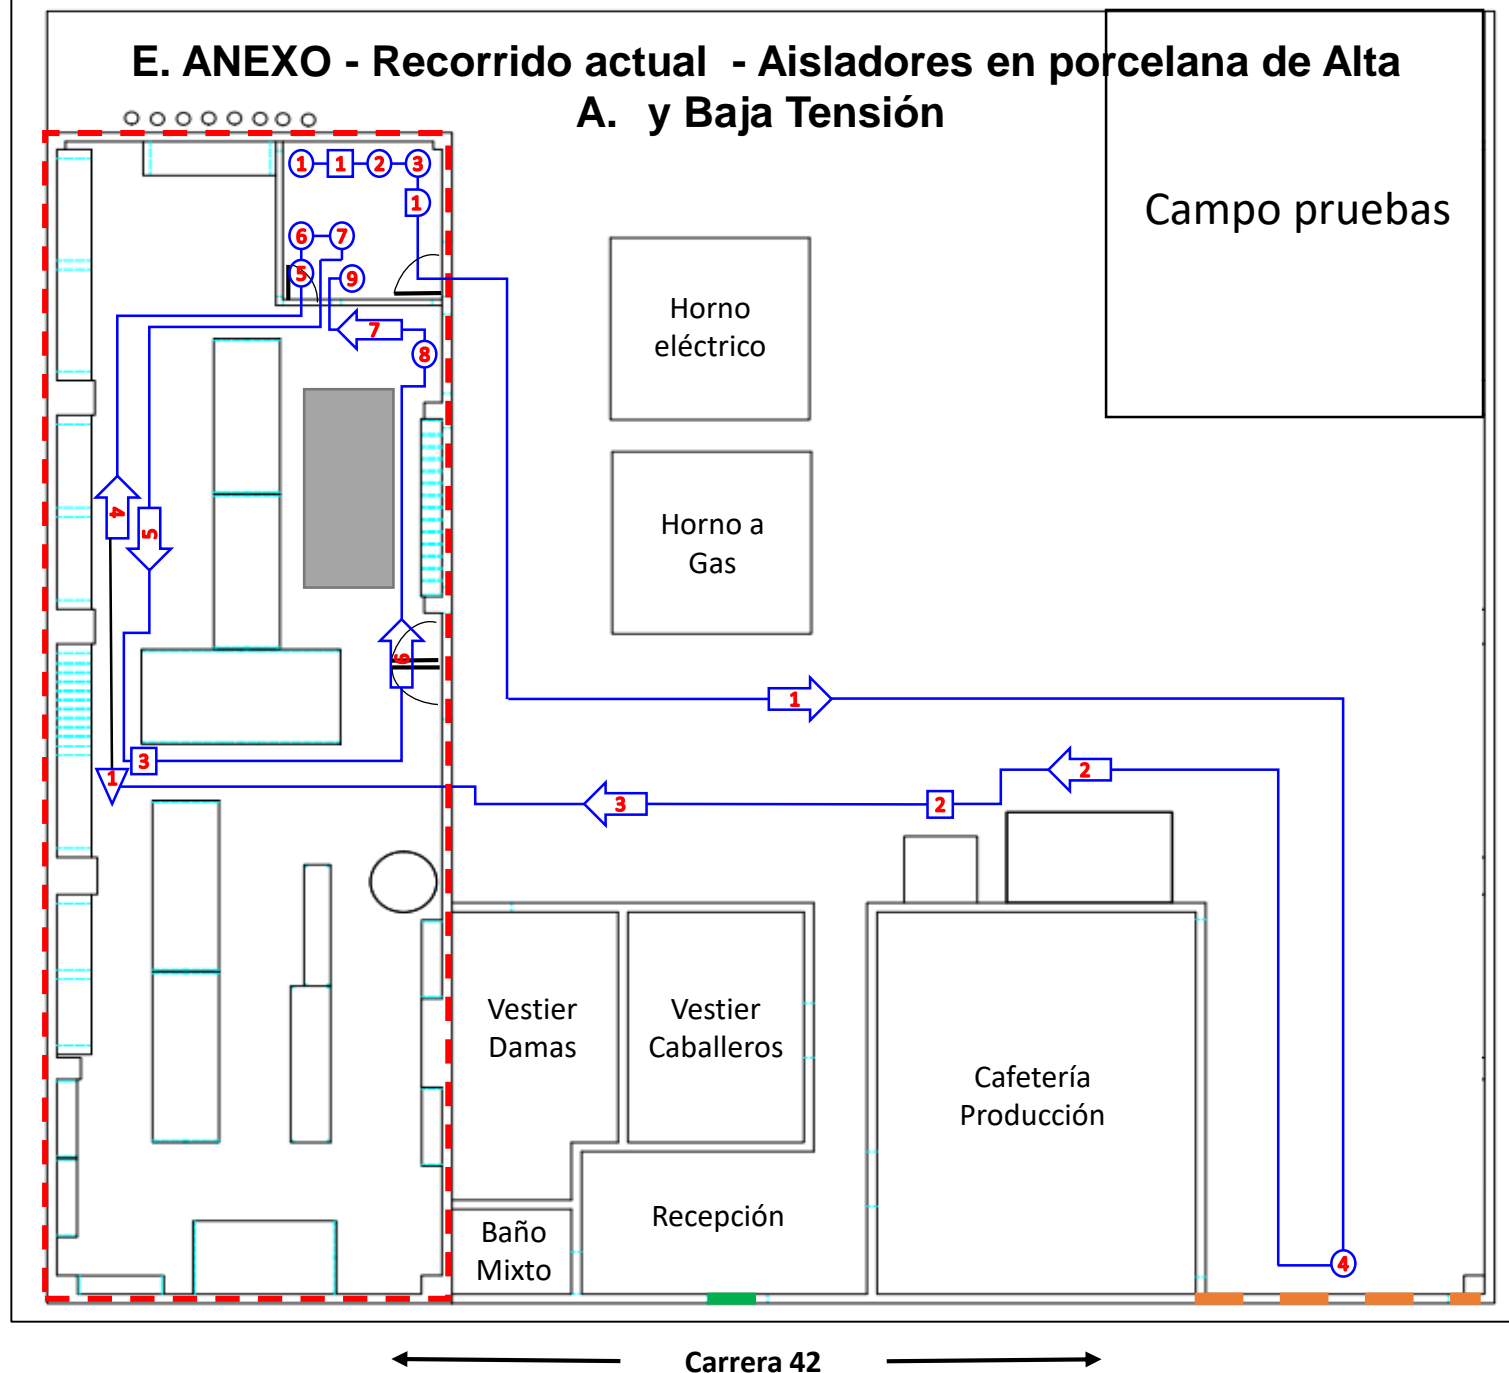 E. ANEXO - Recorrido actual - Aisladores en porcelana de Alta
A. y Baja Tensión
Campo pruebas
1 1 2 3
1
6 7
5 9
7
8
Horno
eléctrico
Horno a
Gas
4
5
6
1
3
1
2
3
2
Vestier
Damas
Vestier
Caballeros
Cafetería
Producción
Recepción
Baño
Mixto
4
Carrera 42